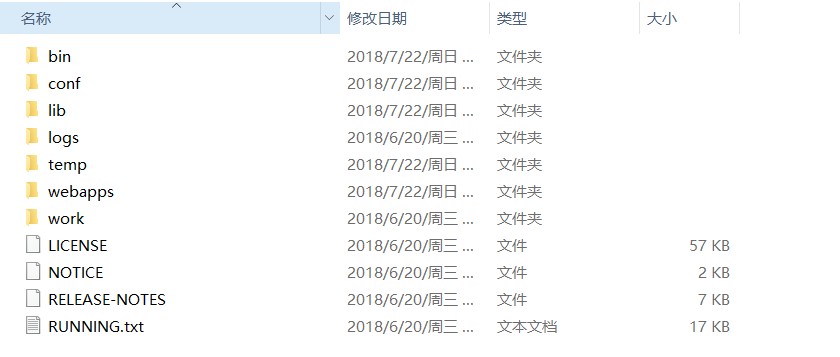 名称 修改日期 类型 大小
bin 2018/7/22/周日 ... 文件夹
conf 2018/7/22/周日 ... 文件夹
lib 2018/7/22/周日 ... 文件夹
logs 2018/6/20/周三 ... 文件夹
temp 2018/7/22/周日 ... 文件夹
webapps 2018/7/22/周日 ... 文件夹
work 2018/6/20/周三 ... 文件夹
LICENSE 2018/6/20/周三 ... 文件 57 KB
NOTICE 2018/6/20/周三 ... 文件 2 KB
RELEASE-NOTES 2018/6/20/周三 ... 文件 7 KB
RUNNING.txt 2018/6/20/周三 ... 文本文档 17 KB